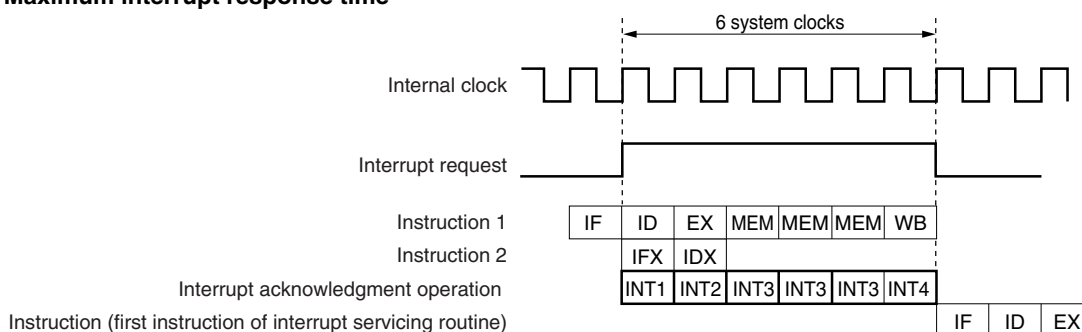 Maximum interrupt response time
6 system clocks
Internal clock
Interrupt request
Instruction 1 IF ID EX MEM MEM MEM WB
Instruction 2 IFX IDX
Interrupt acknowledgment operation INT1 INT2 INT3 INT3 INT3 INT4
Instruction (first instruction of interrupt servicing routine) IF ID EX